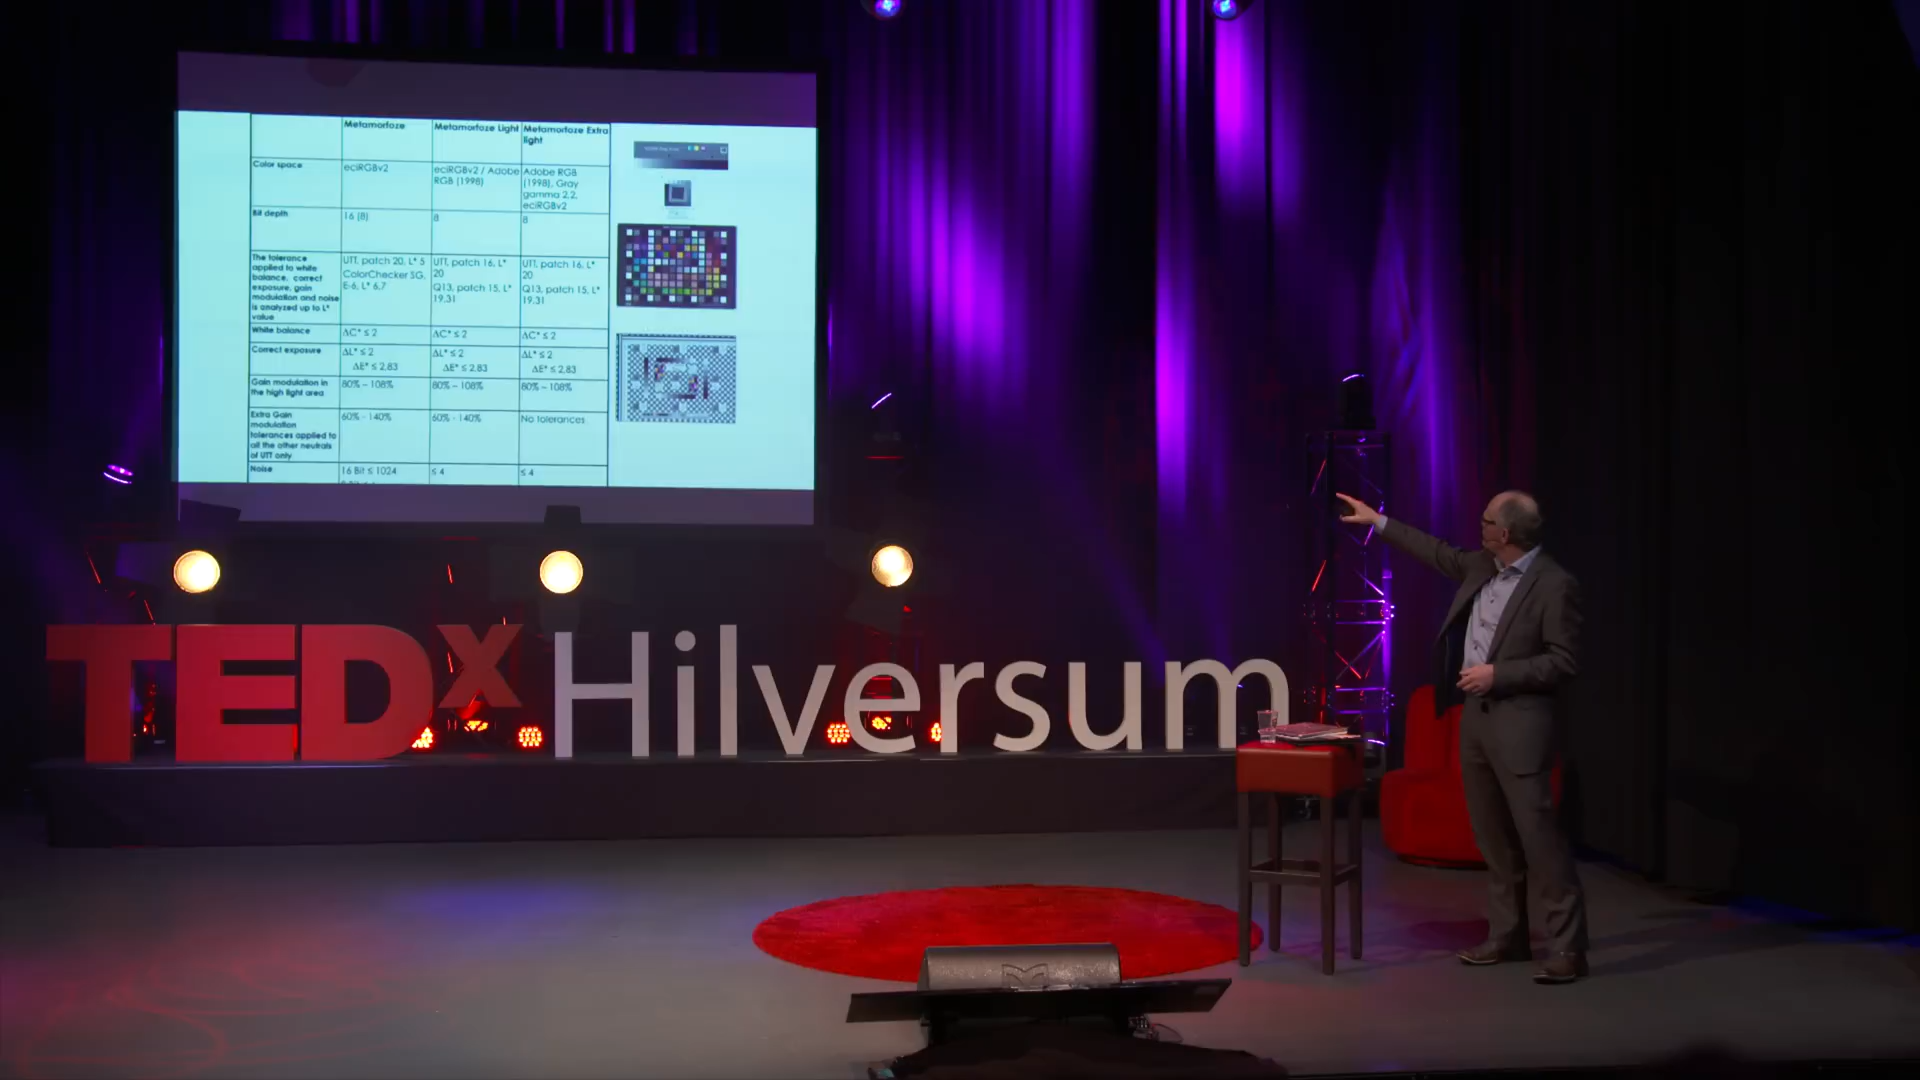 Metamorfoze
Metamorfoze Light
Metamorfoze Extra
light
Color space
eciRGBv2
eciRGBv2 / Adobe
RGB (1998)
Adobe RGB
(1998), Gray
gamma 2,2,
eciRGBv2
Bit depth
16 (8)
8
8
The tolerance
applied to white
balance, correct
exposure, gain
modulation and noise
is analyzed up to L*
value
UTT, patch 20, L* 5
ColorChecker SG,
E-6, L* 6,7
UTT, patch 16, L*
20
Q13, patch 15, L*
19,31
UTT, patch 16, L*
20
Q13, patch 15, L*
19,31
White balance
ΔC* ≤ 2
ΔC* ≤ 2
ΔC* ≤ 2
Correct exposure
ΔL* ≤ 2
ΔE* ≤ 2,83
ΔL* ≤ 2
ΔE* ≤ 2,83
ΔL* ≤ 2
ΔE* ≤ 2,83
Gain modulation in
the high light area
80% – 108%
80% – 108%
80% – 108%
Extra Gain
modulation
tolerances applied to
all the other neutrals
of UTT only
60% - 140%
60% - 140%
No tolerances
Noise
16 Bit ≤ 1024
≤ 4
≤ 4
TEDx Hilversum